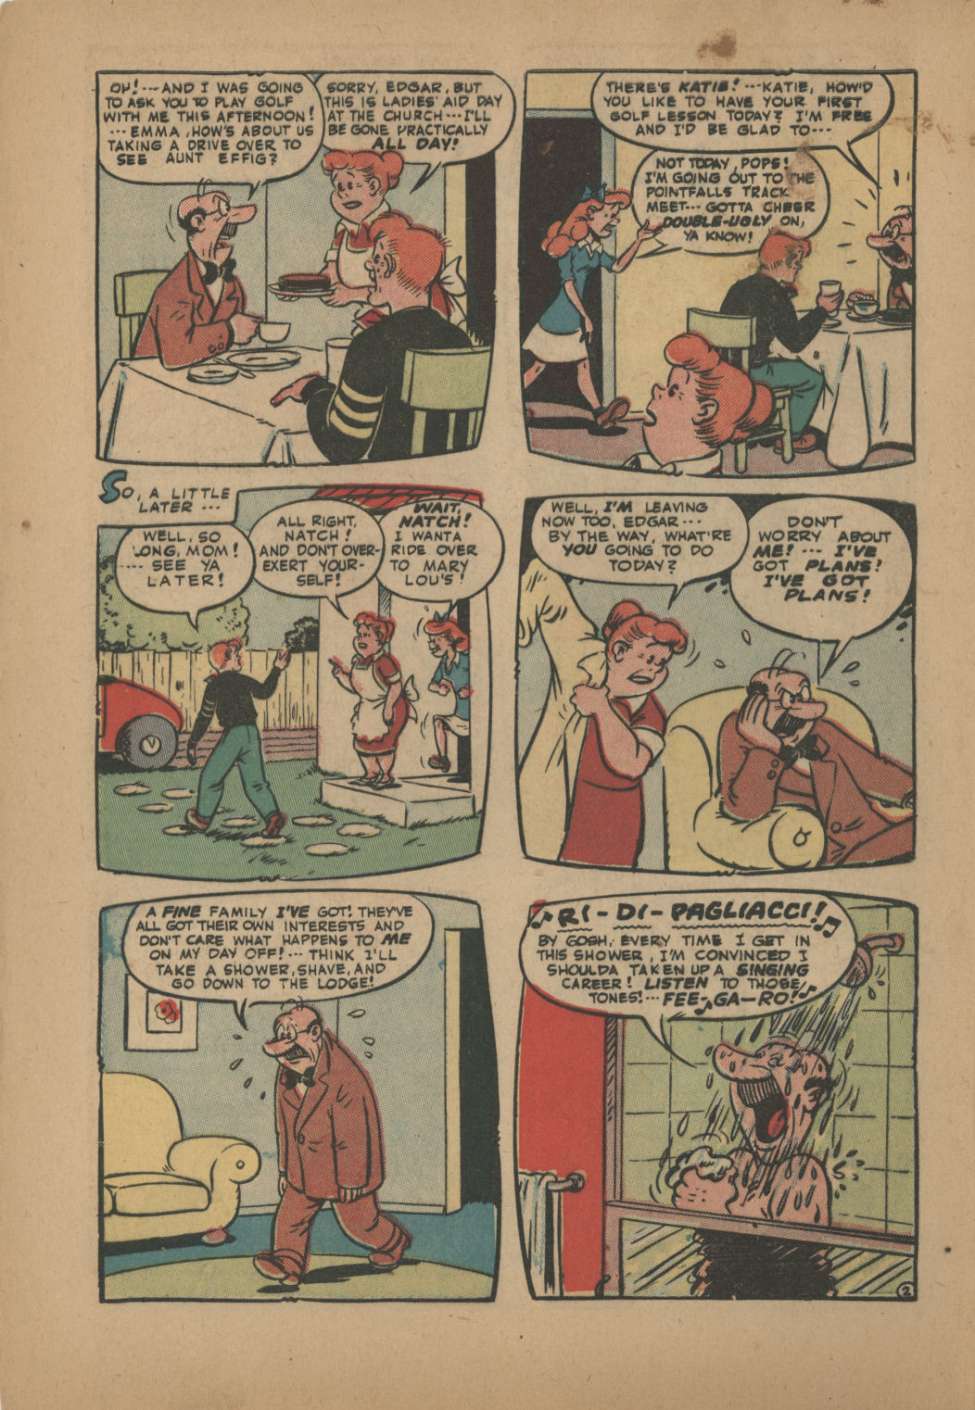 OH!---AND I WAS GOING
TO ASK YOU TO PLAY GOLF
WITH ME THIS AFTERNOON!
---EMMA, HOW'S ABOUT US
TAKING A DRIVE OVER TO
SEE AUNT EFFIG?
SORRY, EDGAR, BUT
THIS IS LADIES' AID DAY
AT THE CHURCH---I'LL
BE GONE PRACTICALLY
ALL DAY!
THERE'S KATIE!---KATIE, HOW'D
YOU LIKE TO HAVE YOUR FIRST
GOLF LESSON TODAY? I'M FREE
AND I'D BE GLAD TO---
NOT TODAY, POPS!
I'M GOING OUT TO THE
POINTFALLS TRACK
MEET---GOTTA CHEER
DOUBLE-UGLY ON,
YA KNOW!
SO, A LITTLE
LATER ---
WELL, SO
LONG, MOM!
---- SEE YA
LATER!
ALL RIGHT,
NATCH!
AND DON'T OVER-
EXERT YOUR-
SELF!
WAIT,
NATCH!
I WANTA
RIDE OVER
TO MARY
LOU'S!
WELL, I'M LEAVING
NOW TOO, EDGAR---
BY THE WAY, WHAT'RE
YOU GOING TO DO
TODAY?
DON'T
WORRY ABOUT
ME!--- I'VE
GOT PLANS!
I'VE GOT
PLANS!
A FINE FAMILY I'VE GOT! THEY'VE
ALL GOT THEIR OWN INTERESTS AND
DON'T CARE WHAT HAPPENS TO ME
ON MY DAY OFF!--- THINK I'LL
TAKE A SHOWER, SHAVE, AND
GO DOWN TO THE LODGE!
RI-DI-PAGLIACCI!
BY GOSH, EVERY TIME I GET IN
THIS SHOWER, I'M CONVINCED I
SHOULDA TAKEN UP A SINGING
CAREER! LISTEN TO THOSE
TONES!--- FEE-GA-RO!
2